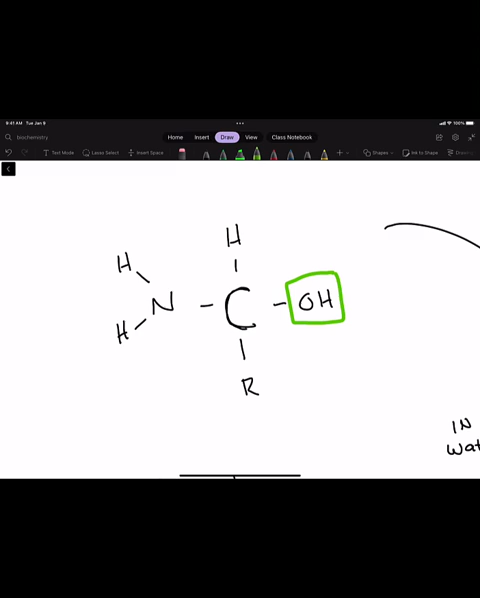 9:41 AM Tue Jan 9
100%
biochemistry
Home Insert Draw View Class Notebook
Text Mode Lasso Select Insert Space
Shapes Ink to Shape
H
H
N - C - OH
H
R
IN